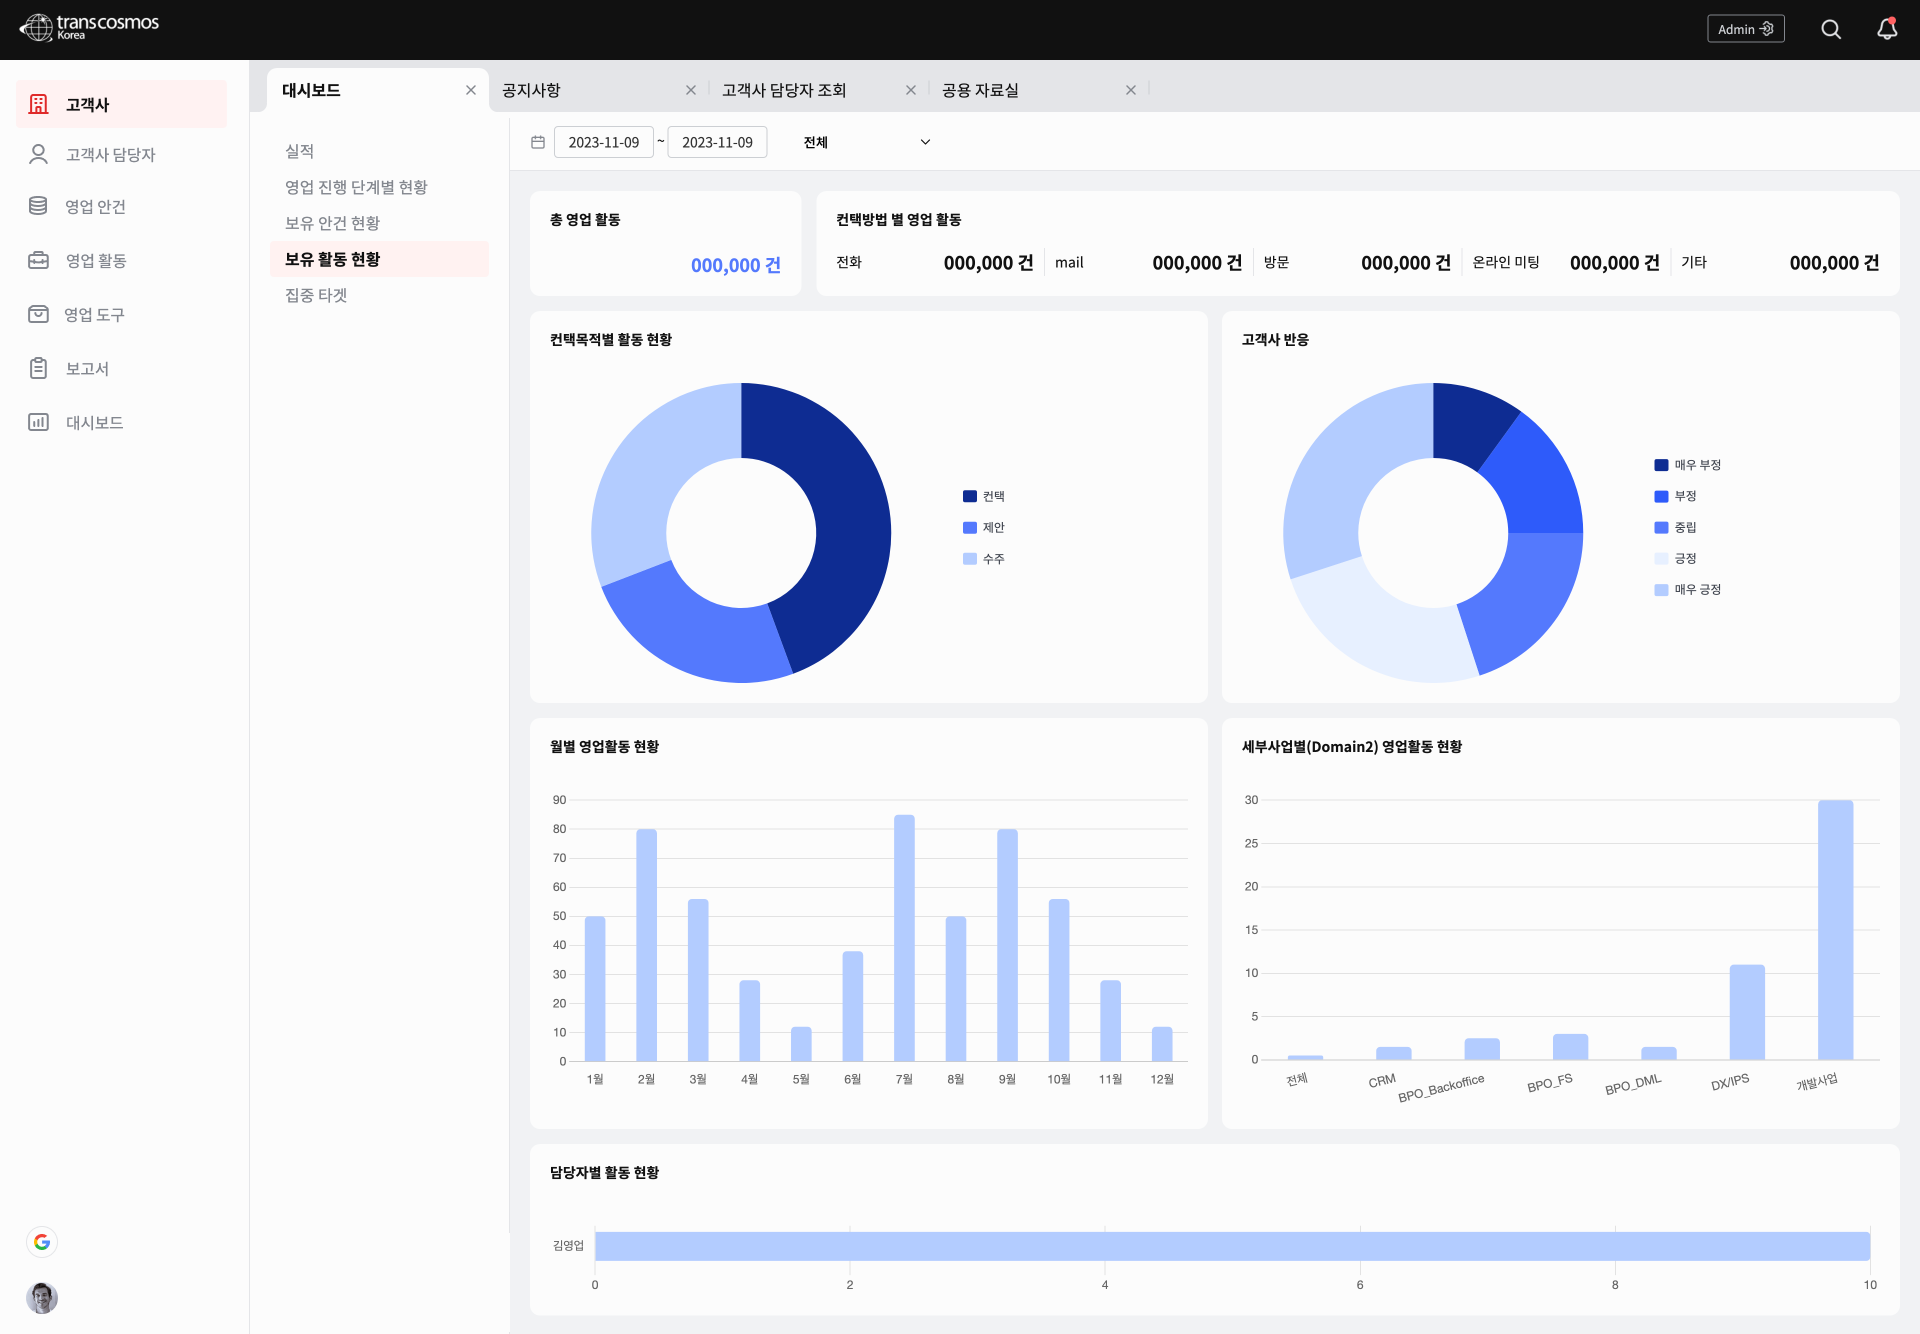 trans cosmos
Korea
Admin
고객사
고객사 담당자
영업 안건
영업 활동
영업 도구
보고서
대시보드
대시보드
공지사항
고객사 담당자 조회
공용 자료실
실적
영업 진행 단계별 현황
보유 안건 현황
보유 활동 현황
집중 타겟
2023-11-09 ~ 2023-11-09
전체
총 영업 활동
000,000 건
컨택방법 별 영업 활동
전화 000,000 건
mail 000,000 건
방문 000,000 건
온라인 미팅 000,000 건
기타 000,000 건
컨택목적별 활동 현황
컨택
제안
수주
고객사 반응
매우 부정
부정
중립
긍정
매우 긍정
월별 영업활동 현황
90
80
70
60
50
40
30
20
10
0
1월 2월 3월 4월 5월 6월 7월 8월 9월 10월 11월 12월
세부사업별(Domain2) 영업활동 현황
30
25
20
15
10
5
0
전체 CRM BPO_Backoffice BPO_FS BPO_DML DX/IPS 개발사업
담당자별 활동 현황
김영업
0 2 4 6 8 10